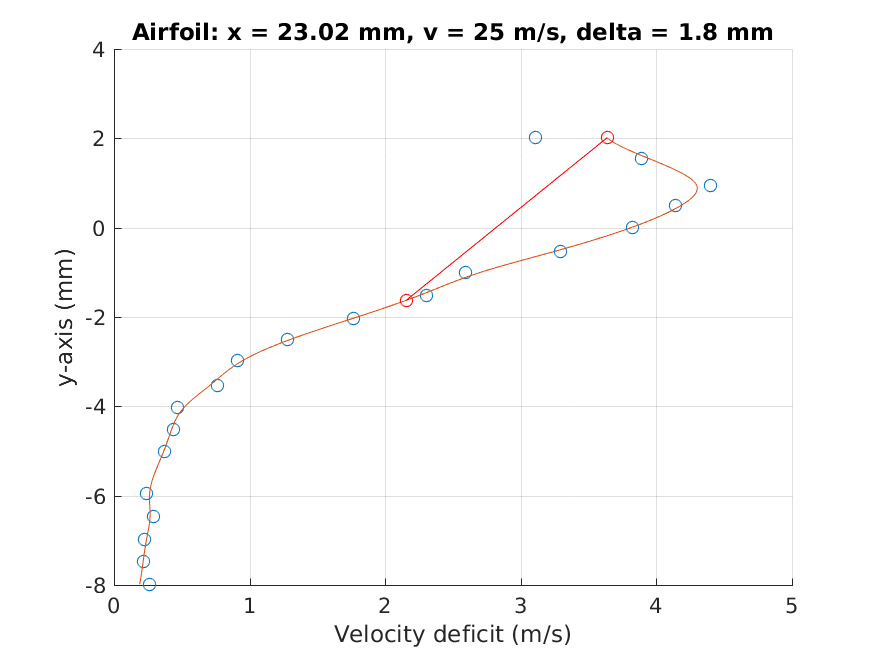 Airfoil: x = 23.02 mm, v = 25 m/s, delta = 1.8 mm
4
2
0
-2
-4
-6
-8
y-axis (mm)
0 1 2 3 4 5
Velocity deficit (m/s)